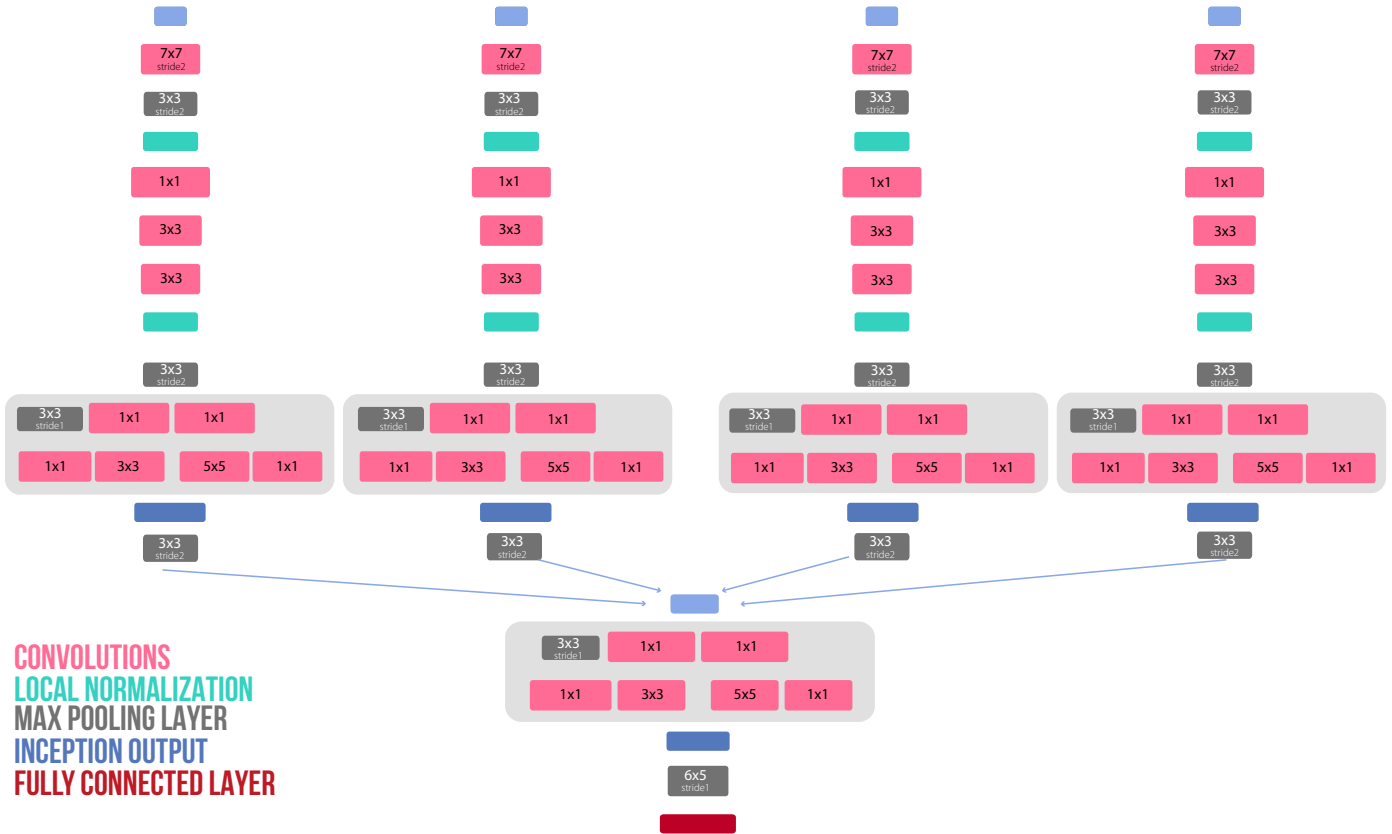 7x7 7x7 7x7 7x7
stride2 stride2 stride2 stride2
3x3 3x3 3x3 3x3
stride2 stride2 stride2 stride2
1x1 1x1 1x1 1x1
3x3 3x3 3x3 3x3
3x3 3x3 3x3 3x3
3x3 3x3 3x3 3x3
stride2 stride2 stride2 stride2
3x3 1x1 1x1 3x3 1x1 1x1 3x3 1x1 1x1 3x3 1x1 1x1
stride1 stride1 stride1 stride1
1x1 3x3 5x5 1x1 1x1 3x3 5x5 1x1 1x1 3x3 5x5 1x1 1x1 3x3 5x5 1x1
3x3 3x3 3x3 3x3
stride2 stride2 stride2 stride2
3x3 1x1 1x1
stride1
1x1 3x3 5x5 1x1
6x5
stride1
CONVOLUTIONS
LOCAL NORMALIZATION
MAX POOLING LAYER
INCEPTION OUTPUT
FULLY CONNECTED LAYER